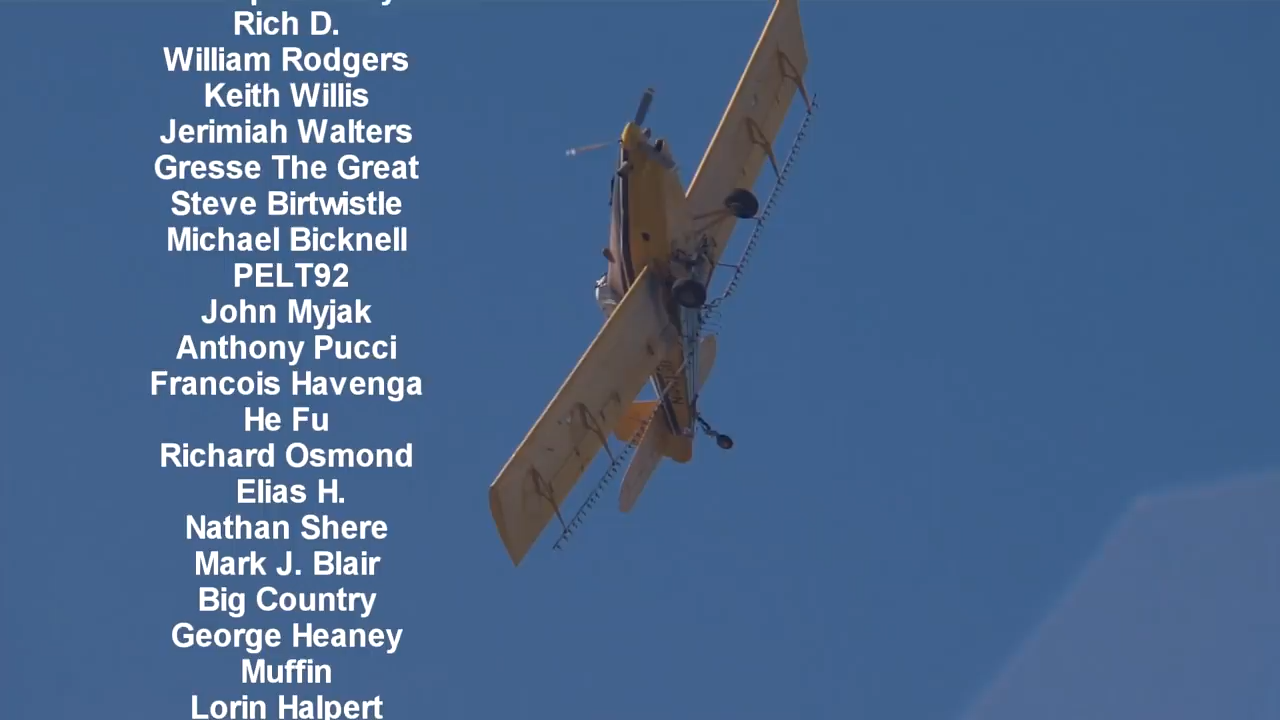 Rich D.
William Rodgers
Keith Willis
Jerimiah Walters
Gresse The Great
Steve Birtwistle
Michael Bicknell
PELT92
John Myjak
Anthony Pucci
Francois Havenga
He Fu
Richard Osmond
Elias H.
Nathan Shere
Mark J. Blair
Big Country
George Heaney
Muffin
Lorin Halpert